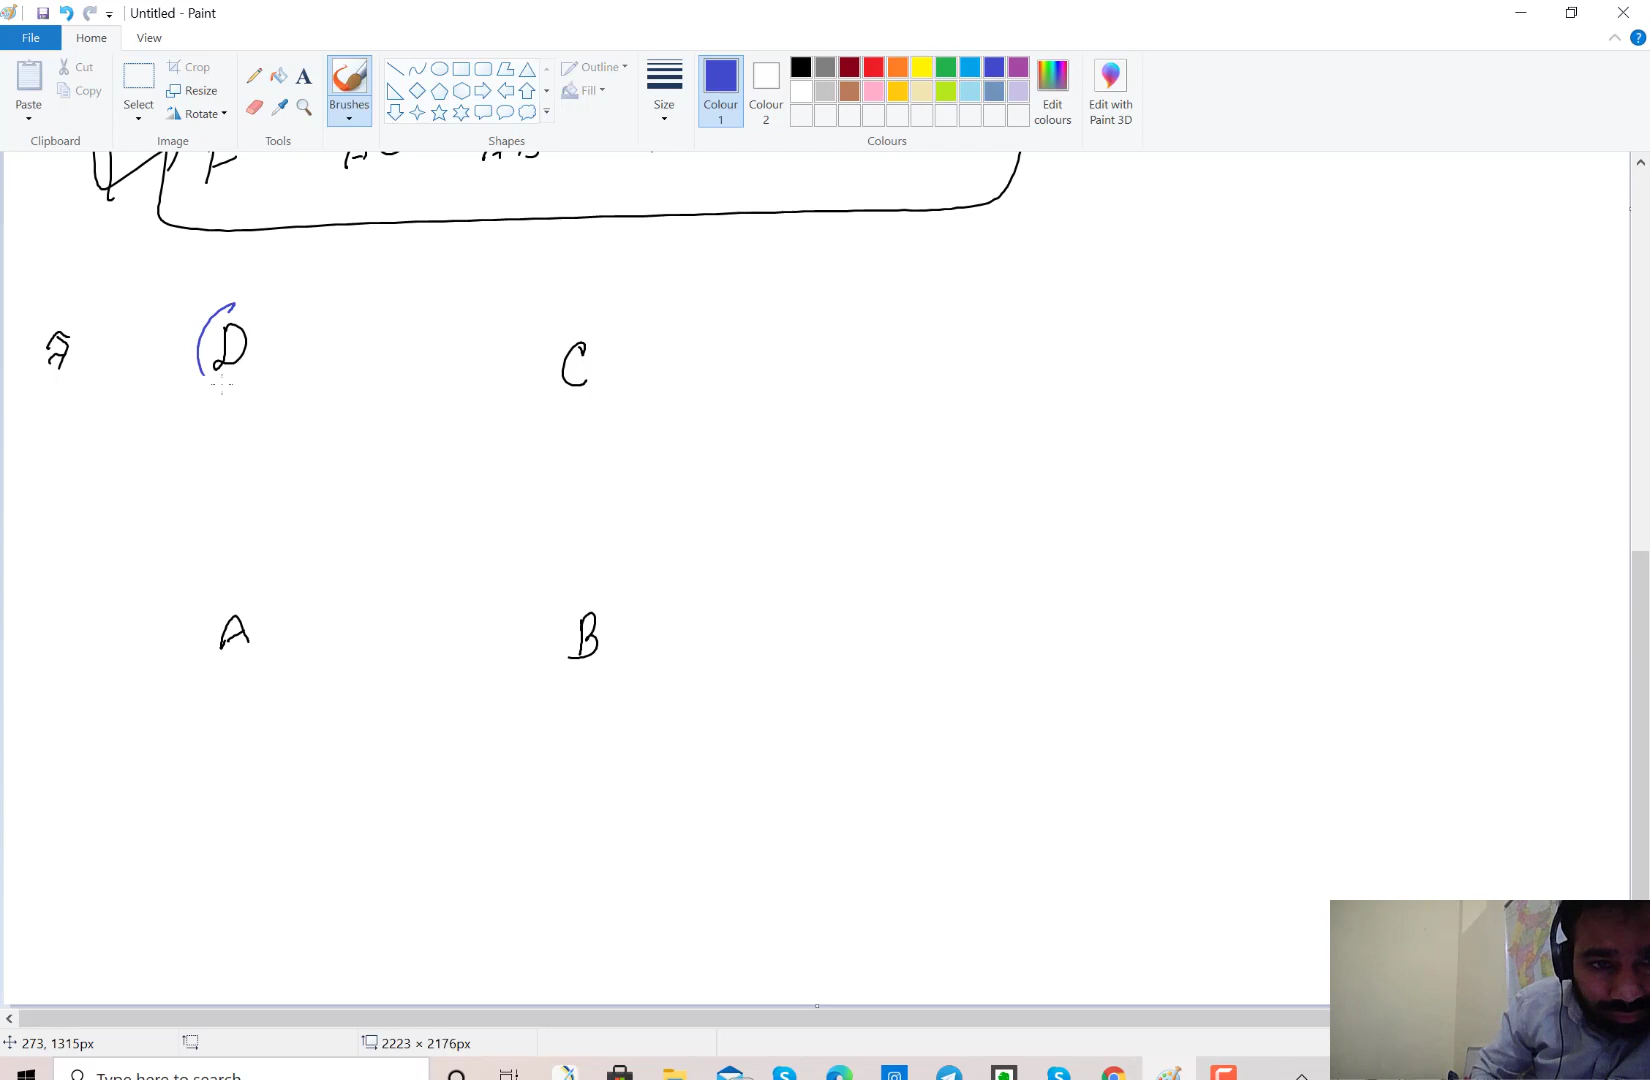 Untitled - Paint
File Home View
Paste Cut Copy Select Crop Resize Rotate Brushes Outline Fill Size Colour 1 Colour 2 Edit colours Edit with Paint 3D
Clipboard Image Tools Shapes Colours
D C
A B
273, 1315px 2223 × 2176px
Type here to search